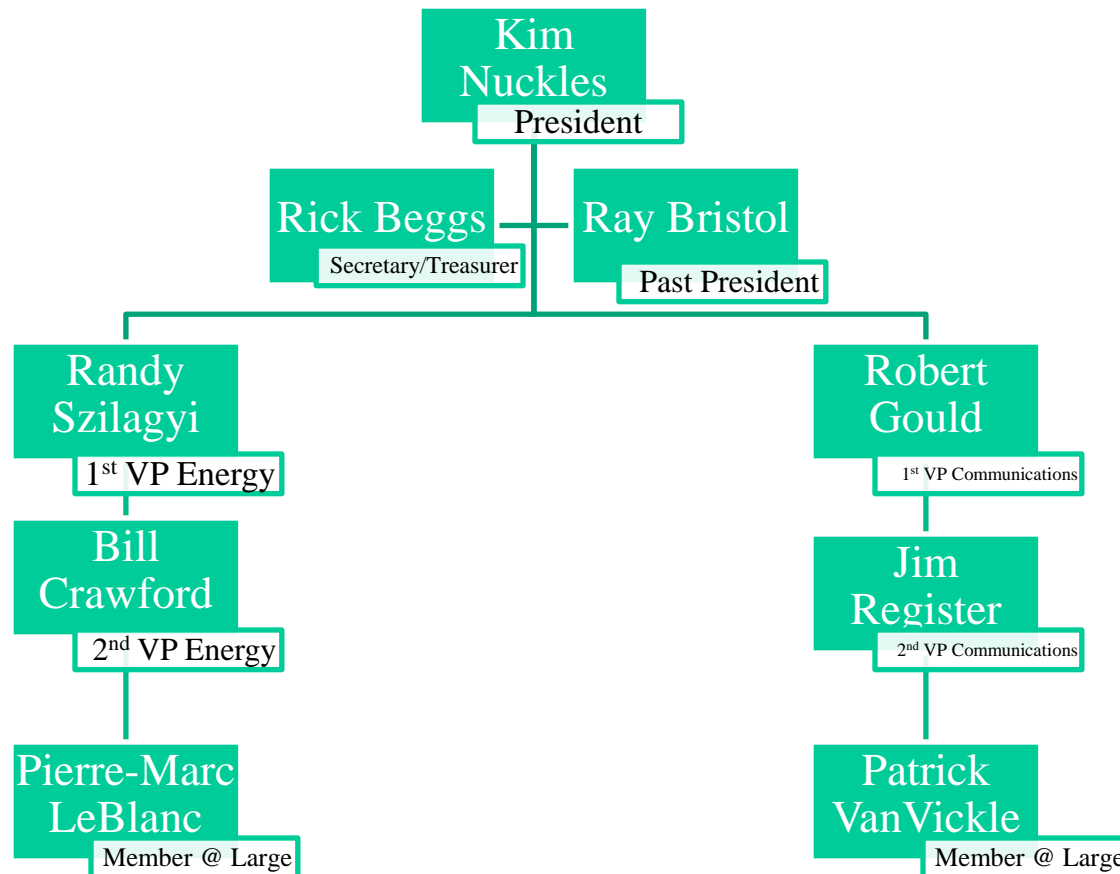 Kim
Nuckles
President
Rick Beggs
Secretary/Treasurer
Ray Bristol
Past President
Randy
Szilagyi
1st VP Energy
Robert
Gould
1st VP Communications
Bill
Crawford
2nd VP Energy
Jim
Register
2nd VP Communications
Pierre-Marc
LeBlanc
Member @ Large
Patrick
VanVickle
Member @ Large